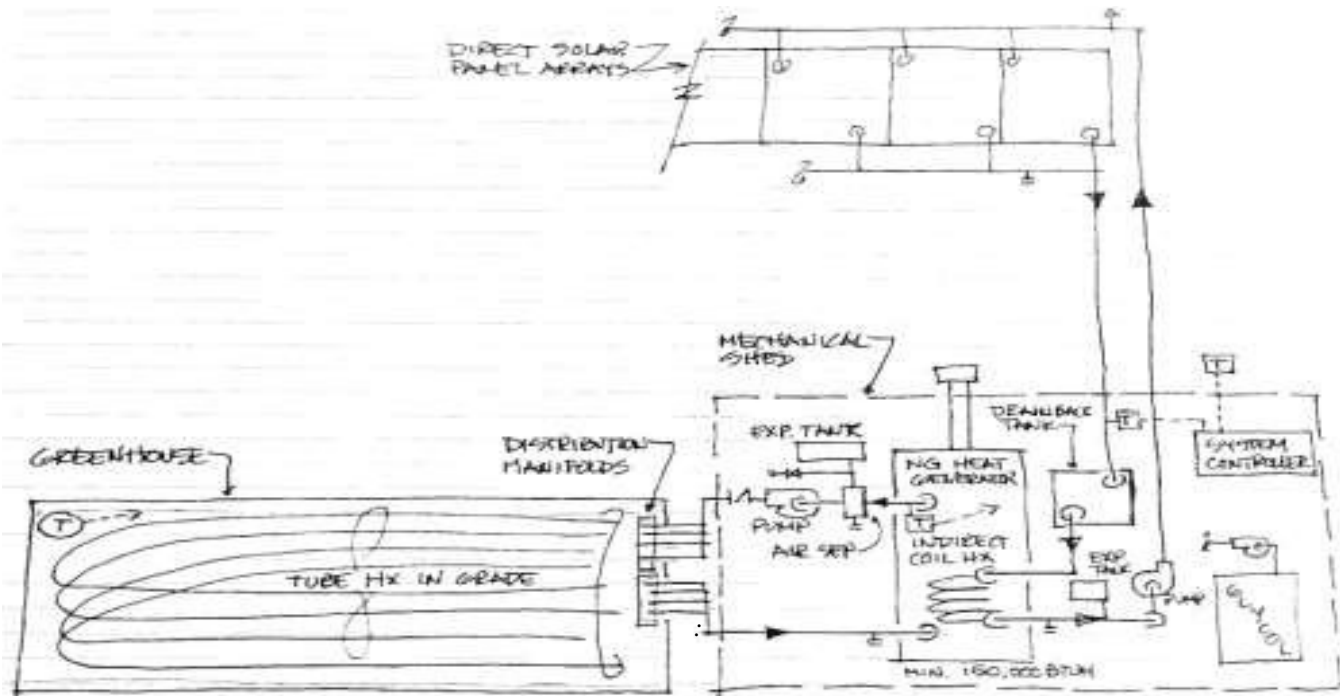 DIRECT SOLAR
PANEL ARRAYS
MECHANICAL
SHED
T
DRAINBACK
TANK
T
EXP. TANK
SYSTEM
CONTROLLER
GREENHOUSE
DISTRIBUTION
MANIFOLDS
NG HEAT
GENERATOR
T
PUMP
T
AIR SEP
INDIRECT
COIL HX
EXP
TANK
TUBE HX IN GRADE
PUMP
GLYCOL
MIN. 150,000 BTUH